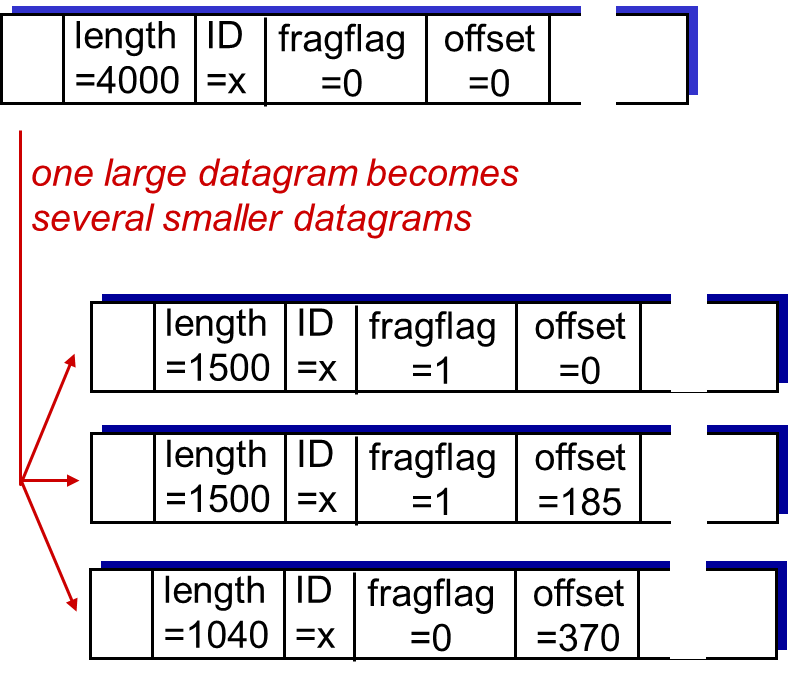 length ID fragflag offset
=4000 =x =0 =0
one large datagram becomes
several smaller datagrams
length ID fragflag offset
=1500 =x =1 =0
length ID fragflag offset
=1500 =x =1 =185
length ID fragflag offset
=1040 =x =0 =370